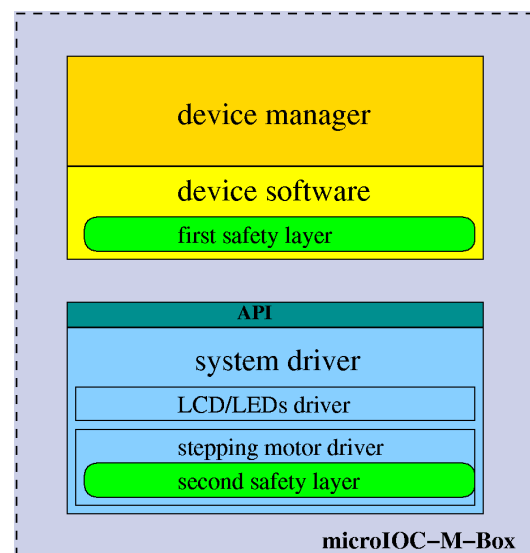 device manager
device software
first safety layer
API
system driver
LCD/LEDs driver
stepping motor driver
second safety layer
microIOC−M−Box